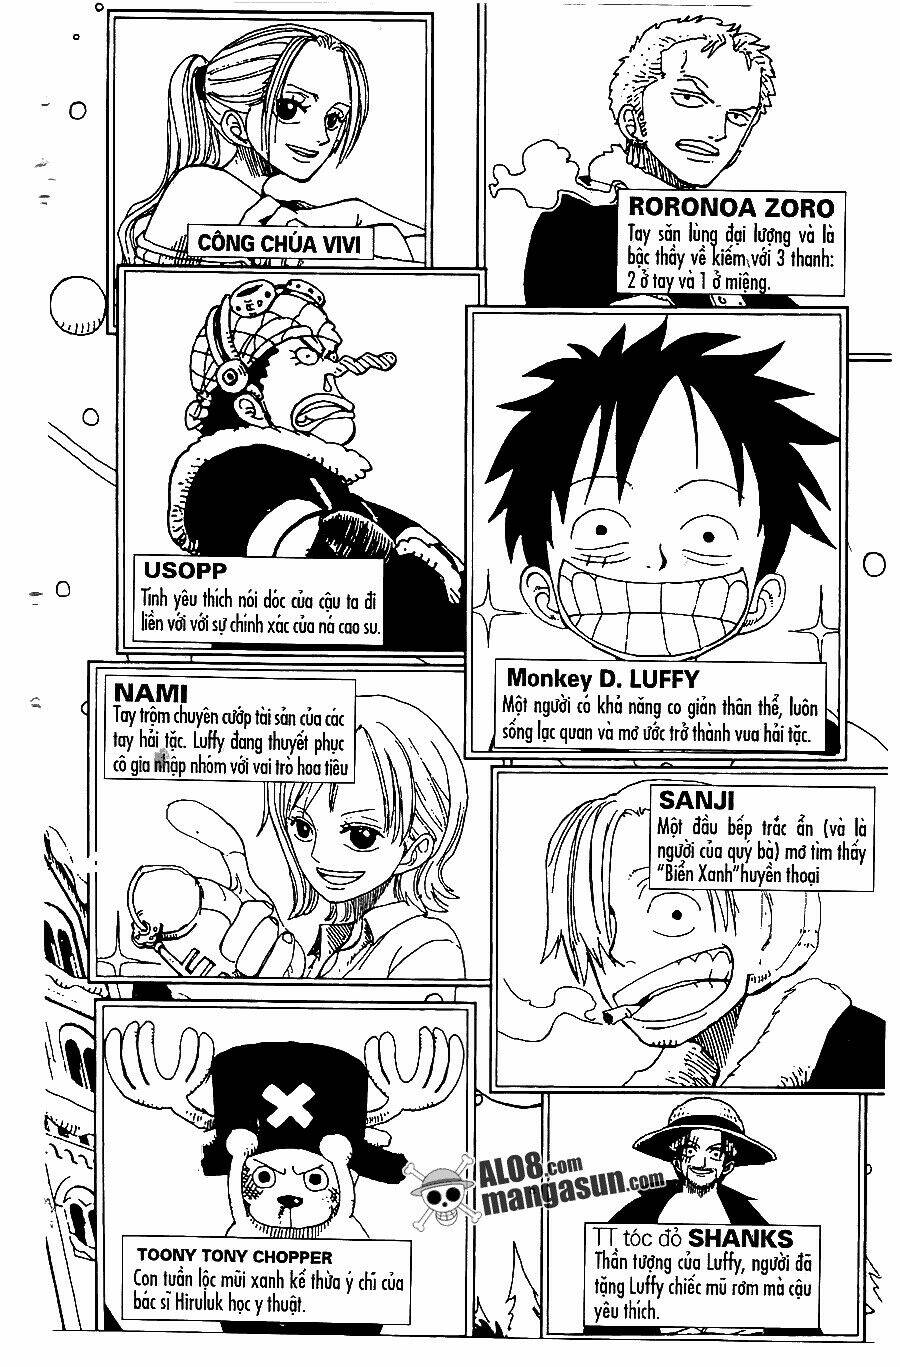 CÔNG CHÚA VIVI
RORONOA ZORO
Tay săn lùng đại lượng và là
bậc thầy về kiếm với 3 thanh:
2 ở tay và 1 ở miệng.
USOPP
Tính yêu thích nói dóc của cậu ta đi
liền với với sự chính xác của ná cao su.
Monkey D. LUFFY
Một người có khả năng co giản thân thể, luôn
sống lạc quan và mơ ước trở thành vua hải tặc.
NAMI
Tay trộm chuyên cướp tài sản của các
tay hải tặc. Luffy đang thuyết phục
cô gia nhập nhóm với vai trò hoa tiêu
SANJI
Một đầu bếp trắc ẩn (và là
người của quý bà) mơ tìm thấy
"Biển Xanh"huyền thoại
TOONY TONY CHOPPER
Con tuần lộc mũi xanh kế thừa ý chí của
bác sĩ Hiruluk học y thuật.
AL08.com
mangasun.com
TT tóc đỏ SHANKS
Thần tượng của Luffy, người đã
tặng Luffy chiếc mũ rơm mà cậu
yêu thích.